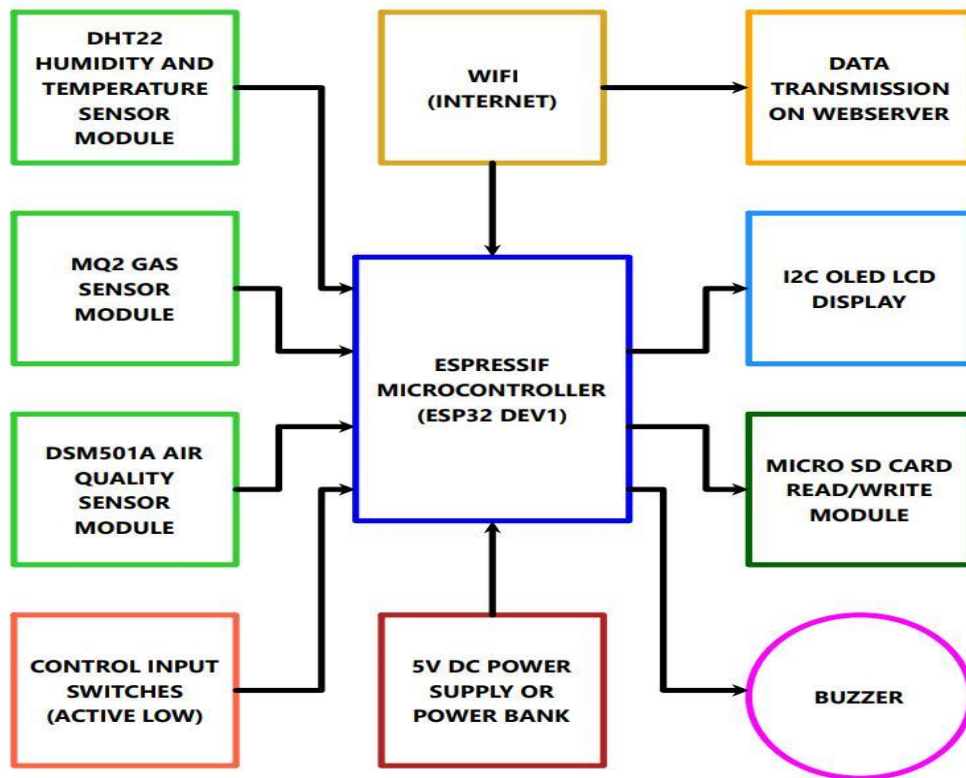 DHT22
HUMIDITY AND
TEMPERATURE
SENSOR
MODULE
WIFI
(INTERNET)
DATA
TRANSMISSION
ON WEBSERVER
MQ2 GAS
SENSOR
MODULE
I2C OLED LCD
DISPLAY
ESPRESSIF
MICROCONTROLLER
(ESP32 DEV1)
DSM501A AIR
QUALITY
SENSOR
MODULE
MICRO SD CARD
READ/WRITE
MODULE
CONTROL INPUT
SWITCHES
(ACTIVE LOW)
5V DC POWER
SUPPLY OR
POWER BANK
BUZZER